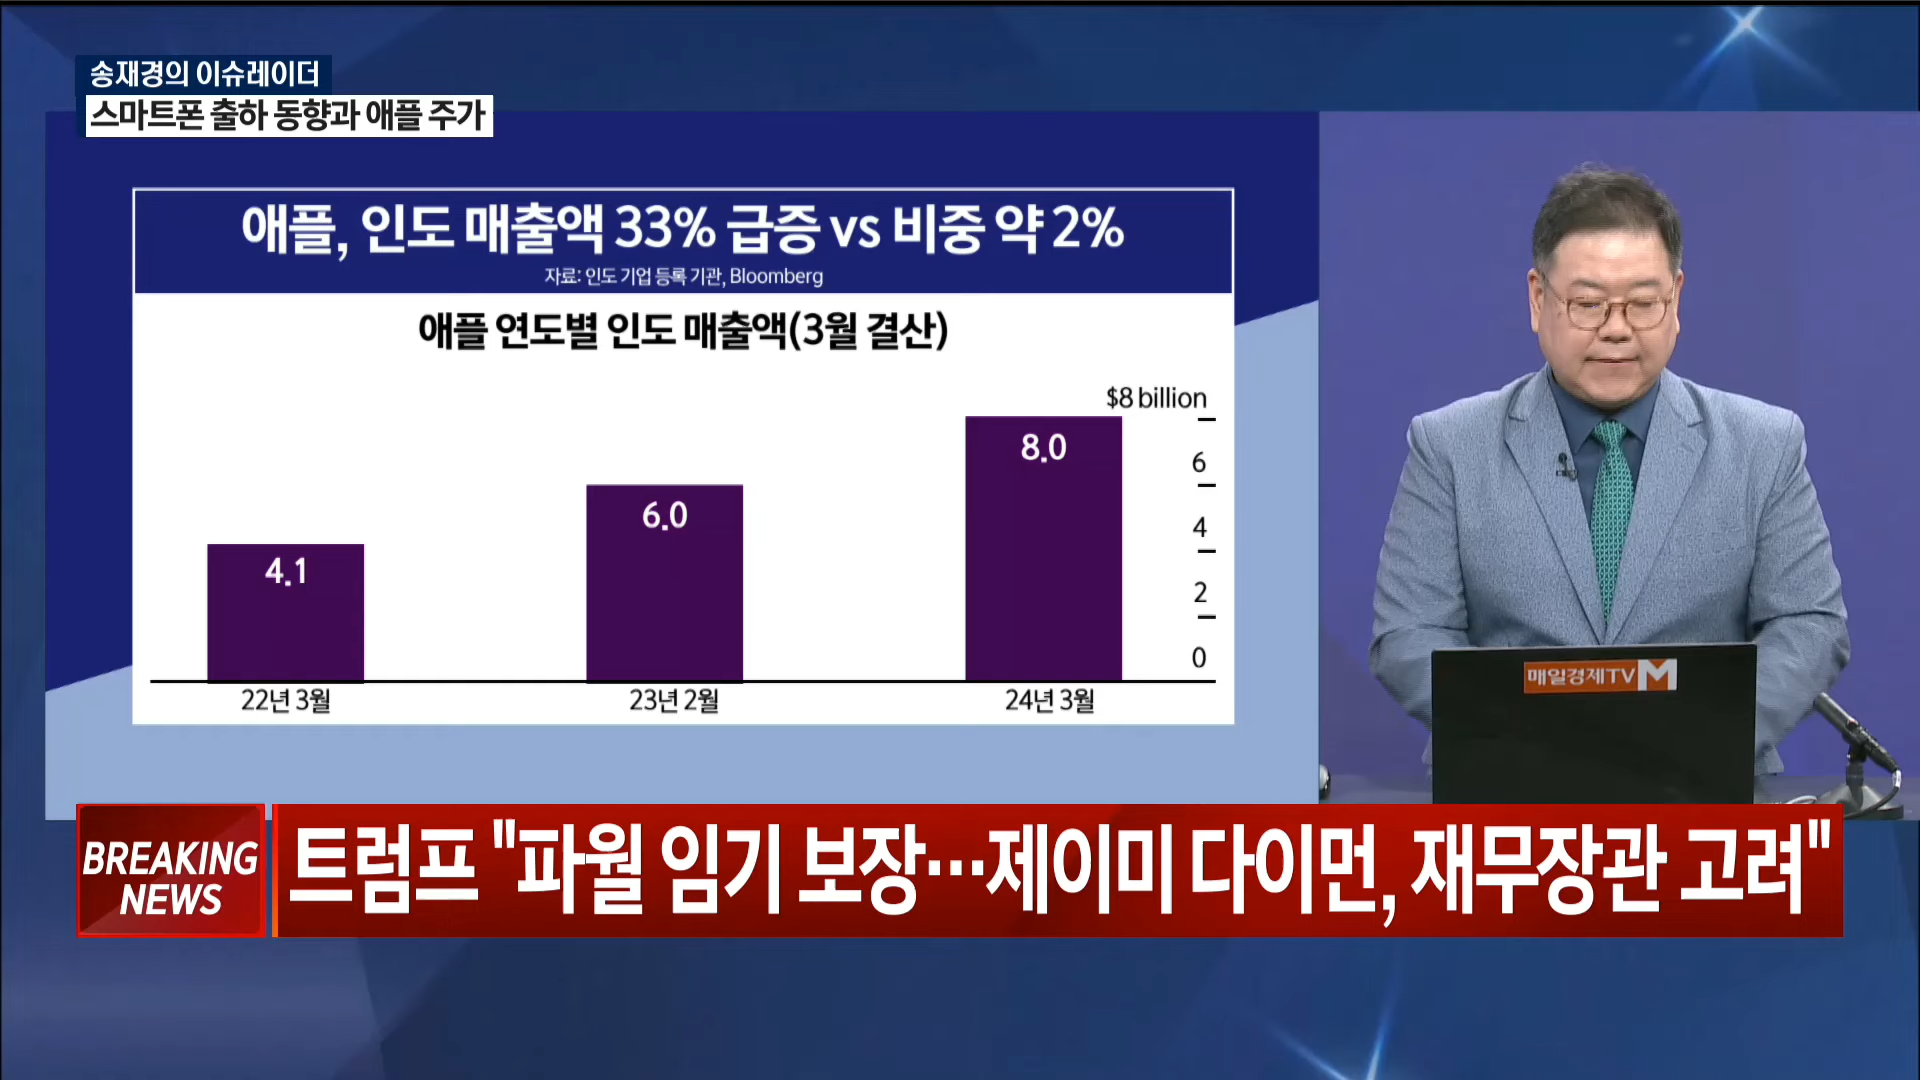 송재경의 이슈레이더
스마트폰 출하 동향과 애플 주가
애플, 인도 매출액 33% 급증 vs 비중 약 2%
자료: 인도 기업 등록 기관, Bloomberg
애플 연도별 인도 매출액(3월 결산)
$8 billion
6
4
2
0
4.1
6.0
8.0
22년 3월
23년 2월
24년 3월
매일경제TV M
BREAKING
NEWS
트럼프 "파월 임기 보장…제이미 다이먼, 재무장관 고려"